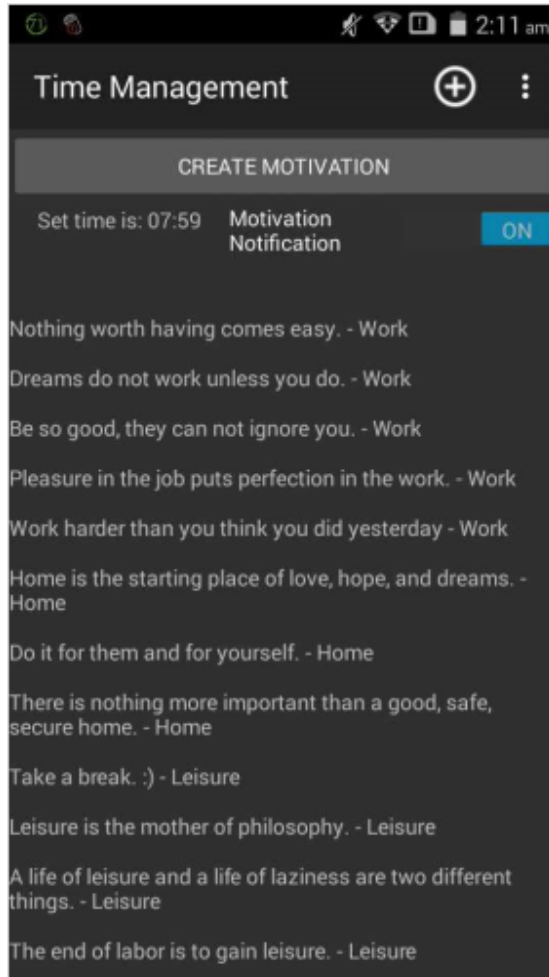 71
2:11 am
Time Management
CREATE MOTIVATION
Set time is: 07:59
Motivation
Notification
ON
Nothing worth having comes easy. - Work
Dreams do not work unless you do. - Work
Be so good, they can not ignore you. - Work
Pleasure in the job puts perfection in the work. - Work
Work harder than you think you did yesterday - Work
Home is the starting place of love, hope, and dreams. -
Home
Do it for them and for yourself. - Home
There is nothing more important than a good, safe,
secure home. - Home
Take a break. :) - Leisure
Leisure is the mother of philosophy. - Leisure
A life of leisure and a life of laziness are two different
things. - Leisure
The end of labor is to gain leisure. - Leisure